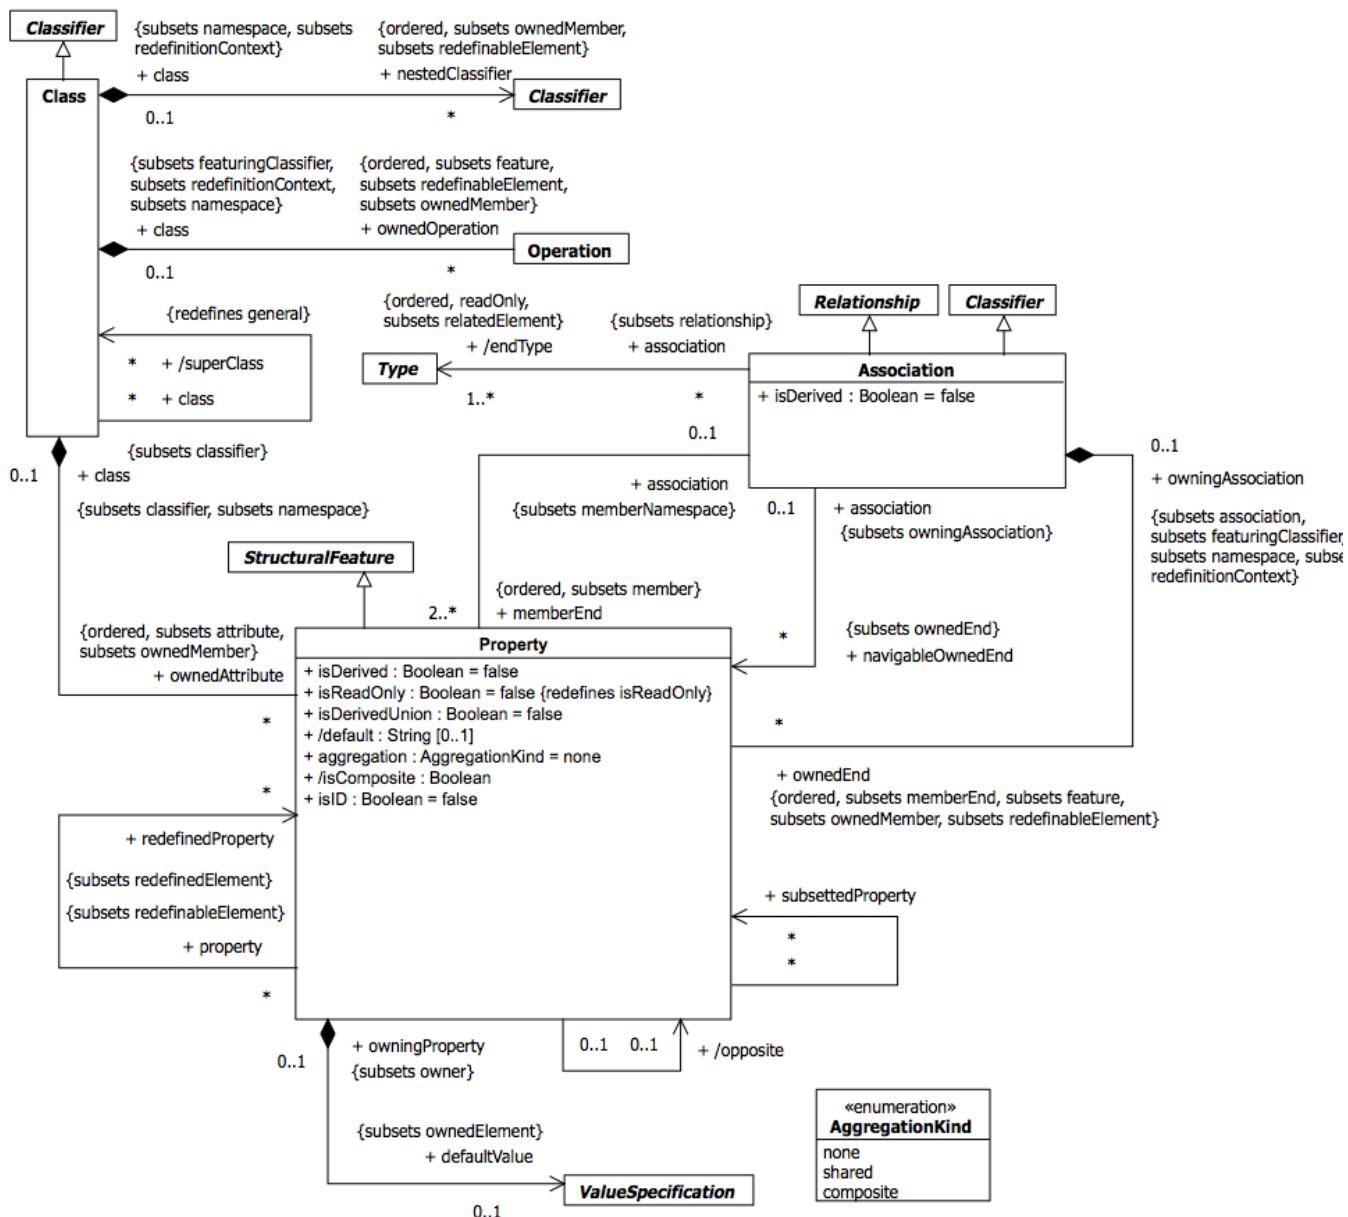 Classifier
{subsets namespace, subsets
redefinitionContext}
+ class
{ordered, subsets ownedMember,
subsets redefinableElement}
+ nestedClassifier
Class
Classifier
0..1
*
{subsets featuringClassifier,
subsets redefinitionContext,
subsets namespace}
+ class
{ordered, subsets feature,
subsets redefinableElement,
subsets ownedMember}
+ ownedOperation
Operation
0..1
*
{redefines general}
* + /superClass
* + class
{ordered, readOnly,
subsets relatedElement}
+ /endType
{subsets relationship}
+ association
Relationship
Classifier
Type
1..*
*
Association
+ isDerived : Boolean = false
0..1
{subsets classifier}
0..1
+ class
{subsets classifier, subsets namespace}
+ association
{subsets memberNamespace}
0..1
+ association
{subsets owningAssociation}
0..1
+ owningAssociation
{subsets association,
subsets featuringClassifier,
subsets namespace, subse
redefinitionContext}
StructuralFeature
{ordered, subsets member}
2..*
+ memberEnd
{ordered, subsets attribute,
subsets ownedMember}
+ ownedAttribute
*
*
{subsets ownedEnd}
+ navigableOwnedEnd
Property
+ isDerived : Boolean = false
+ isReadOnly : Boolean = false {redefines isReadOnly}
+ isDerivedUnion : Boolean = false
+ /default : String [0..1]
+ aggregation : AggregationKind = none
+ /isComposite : Boolean
+ isID : Boolean = false
*
+ ownedEnd
{ordered, subsets memberEnd, subsets feature,
subsets ownedMember, subsets redefinableElement}
*
+ redefinedProperty
{subsets redefinedElement}
{subsets redefinableElement}
+ property
*
+ subsettedProperty
*
*
0..1
+ owningProperty
{subsets owner}
0..1 0..1
+ /opposite
{subsets ownedElement}
+ defaultValue
ValueSpecification
0..1
«enumeration»
AggregationKind
none
shared
composite